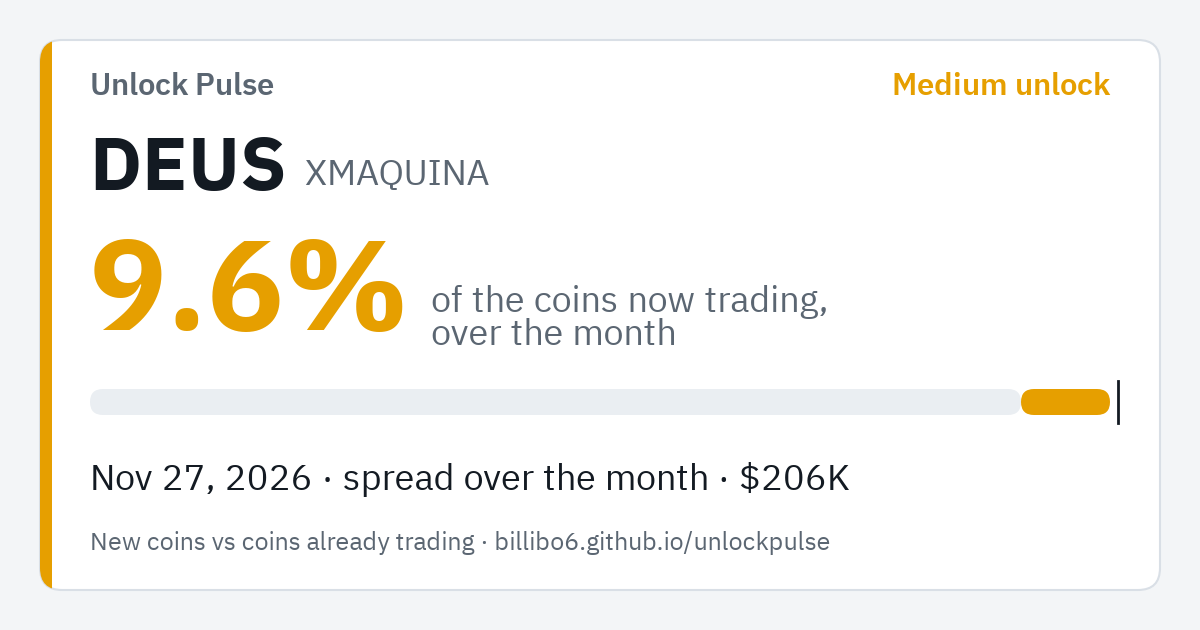 Unlock Pulse
Medium unlock
DEUS XMAQUINA
9.6% of the coins now trading,
over the month
Nov 27, 2026 · spread over the month · $206K
New coins vs coins already trading · billibo6.github.io/unlockpulse